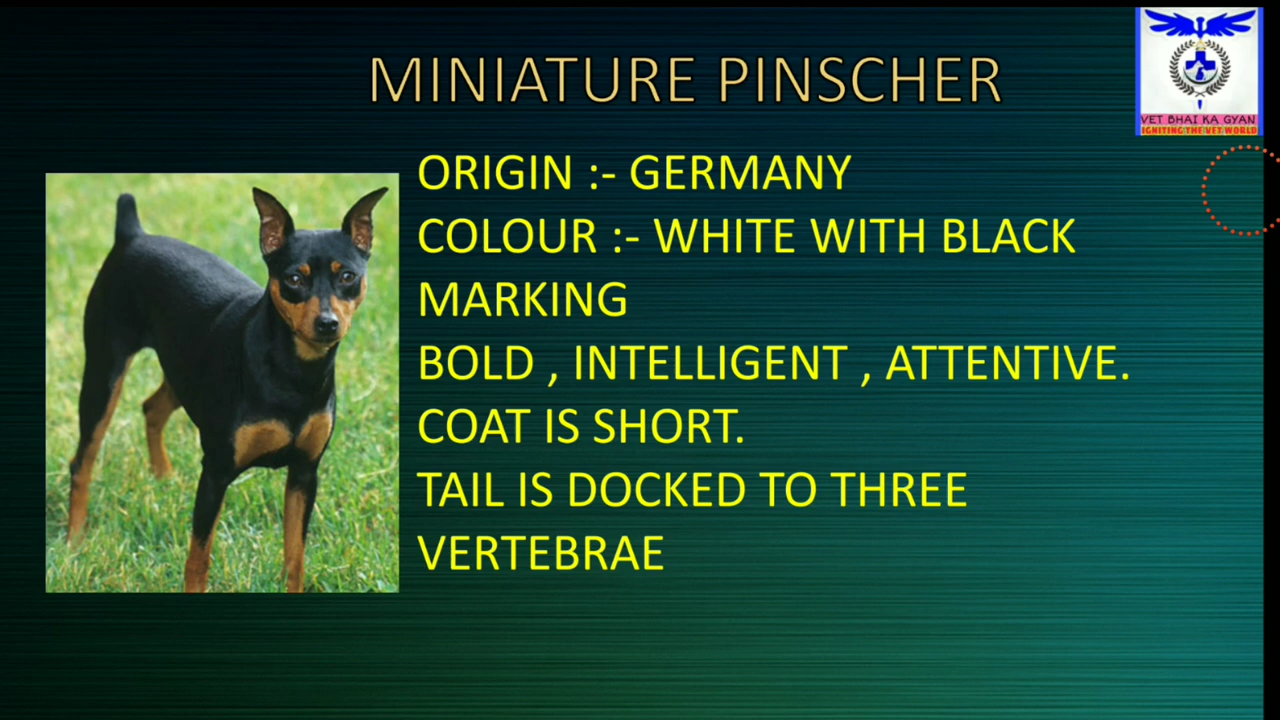 MINIATURE PINSCHER
VET BHAI KA GYAN
IGNITING THE VET WORLD
ORIGIN :- GERMANY
COLOUR :- WHITE WITH BLACK
MARKING
BOLD , INTELLIGENT , ATTENTIVE.
COAT IS SHORT.
TAIL IS DOCKED TO THREE
VERTEBRAE